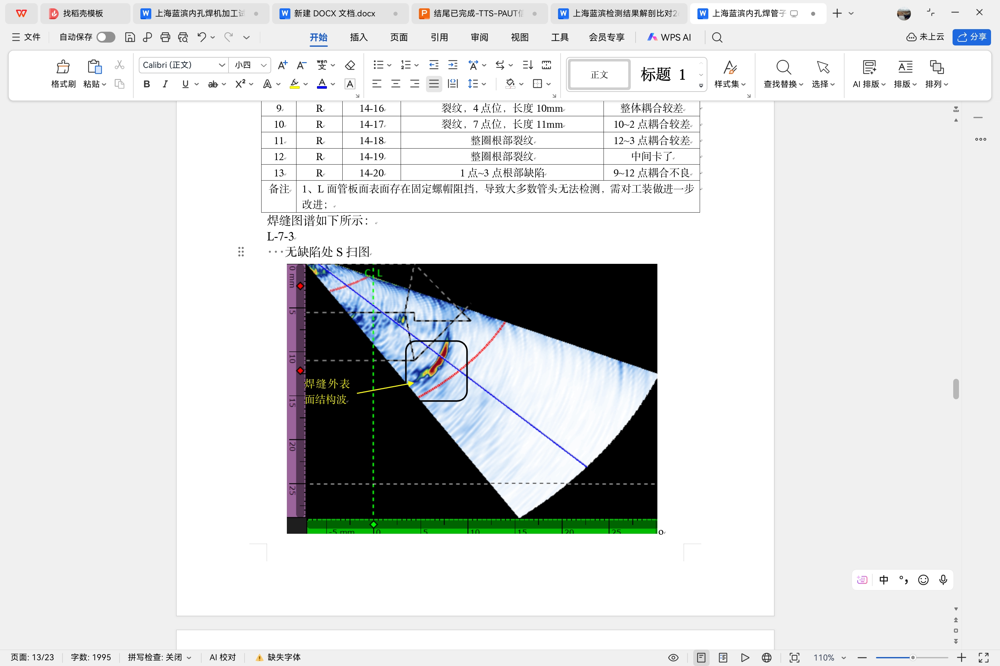 找稻壳模板
上海蓝滨内孔焊机加工试
新建 DOCX 文档.docx
结尾已完成-TTS-PAUT信
上海蓝滨检测结果解剖比对2
上海蓝滨内孔焊管子
文件
自动保存
开始
插入
页面
引用
审阅
视图
工具
会员专享
WPS AI
未上云
分享
格式刷
粘贴
Calibri (正文)
小四
正文
标题 1
样式集
查找替换
选择
AI 排版
排版
排列
9 R 14-16 裂纹，4 点位，长度 10mm 整体耦合较差
10 R 14-17 裂纹，7 点位，长度 11mm 10~2 点耦合较差
11 R 14-18 整圈根部裂纹 12~3 点耦合较差
12 R 14-19 整圈根部裂纹 中间卡了
13 R 14-20 1 点~3 点根部缺陷 9~12 点耦合不良
备注 1、L 面管板面表面存在固定螺帽阻挡，导致大多数管头无法检测，需对工装做进一步
改进；
焊缝图谱如下所示：
L-7-3
无缺陷处 S 扫图
0 mm
C L
5
10
焊缝外表
面结构波
15
20
25
-5 mm 0 5 10 15 20 25
o
中
页面: 13/23
字数: 1995
拼写检查: 关闭
AI 校对
缺失字体
110%